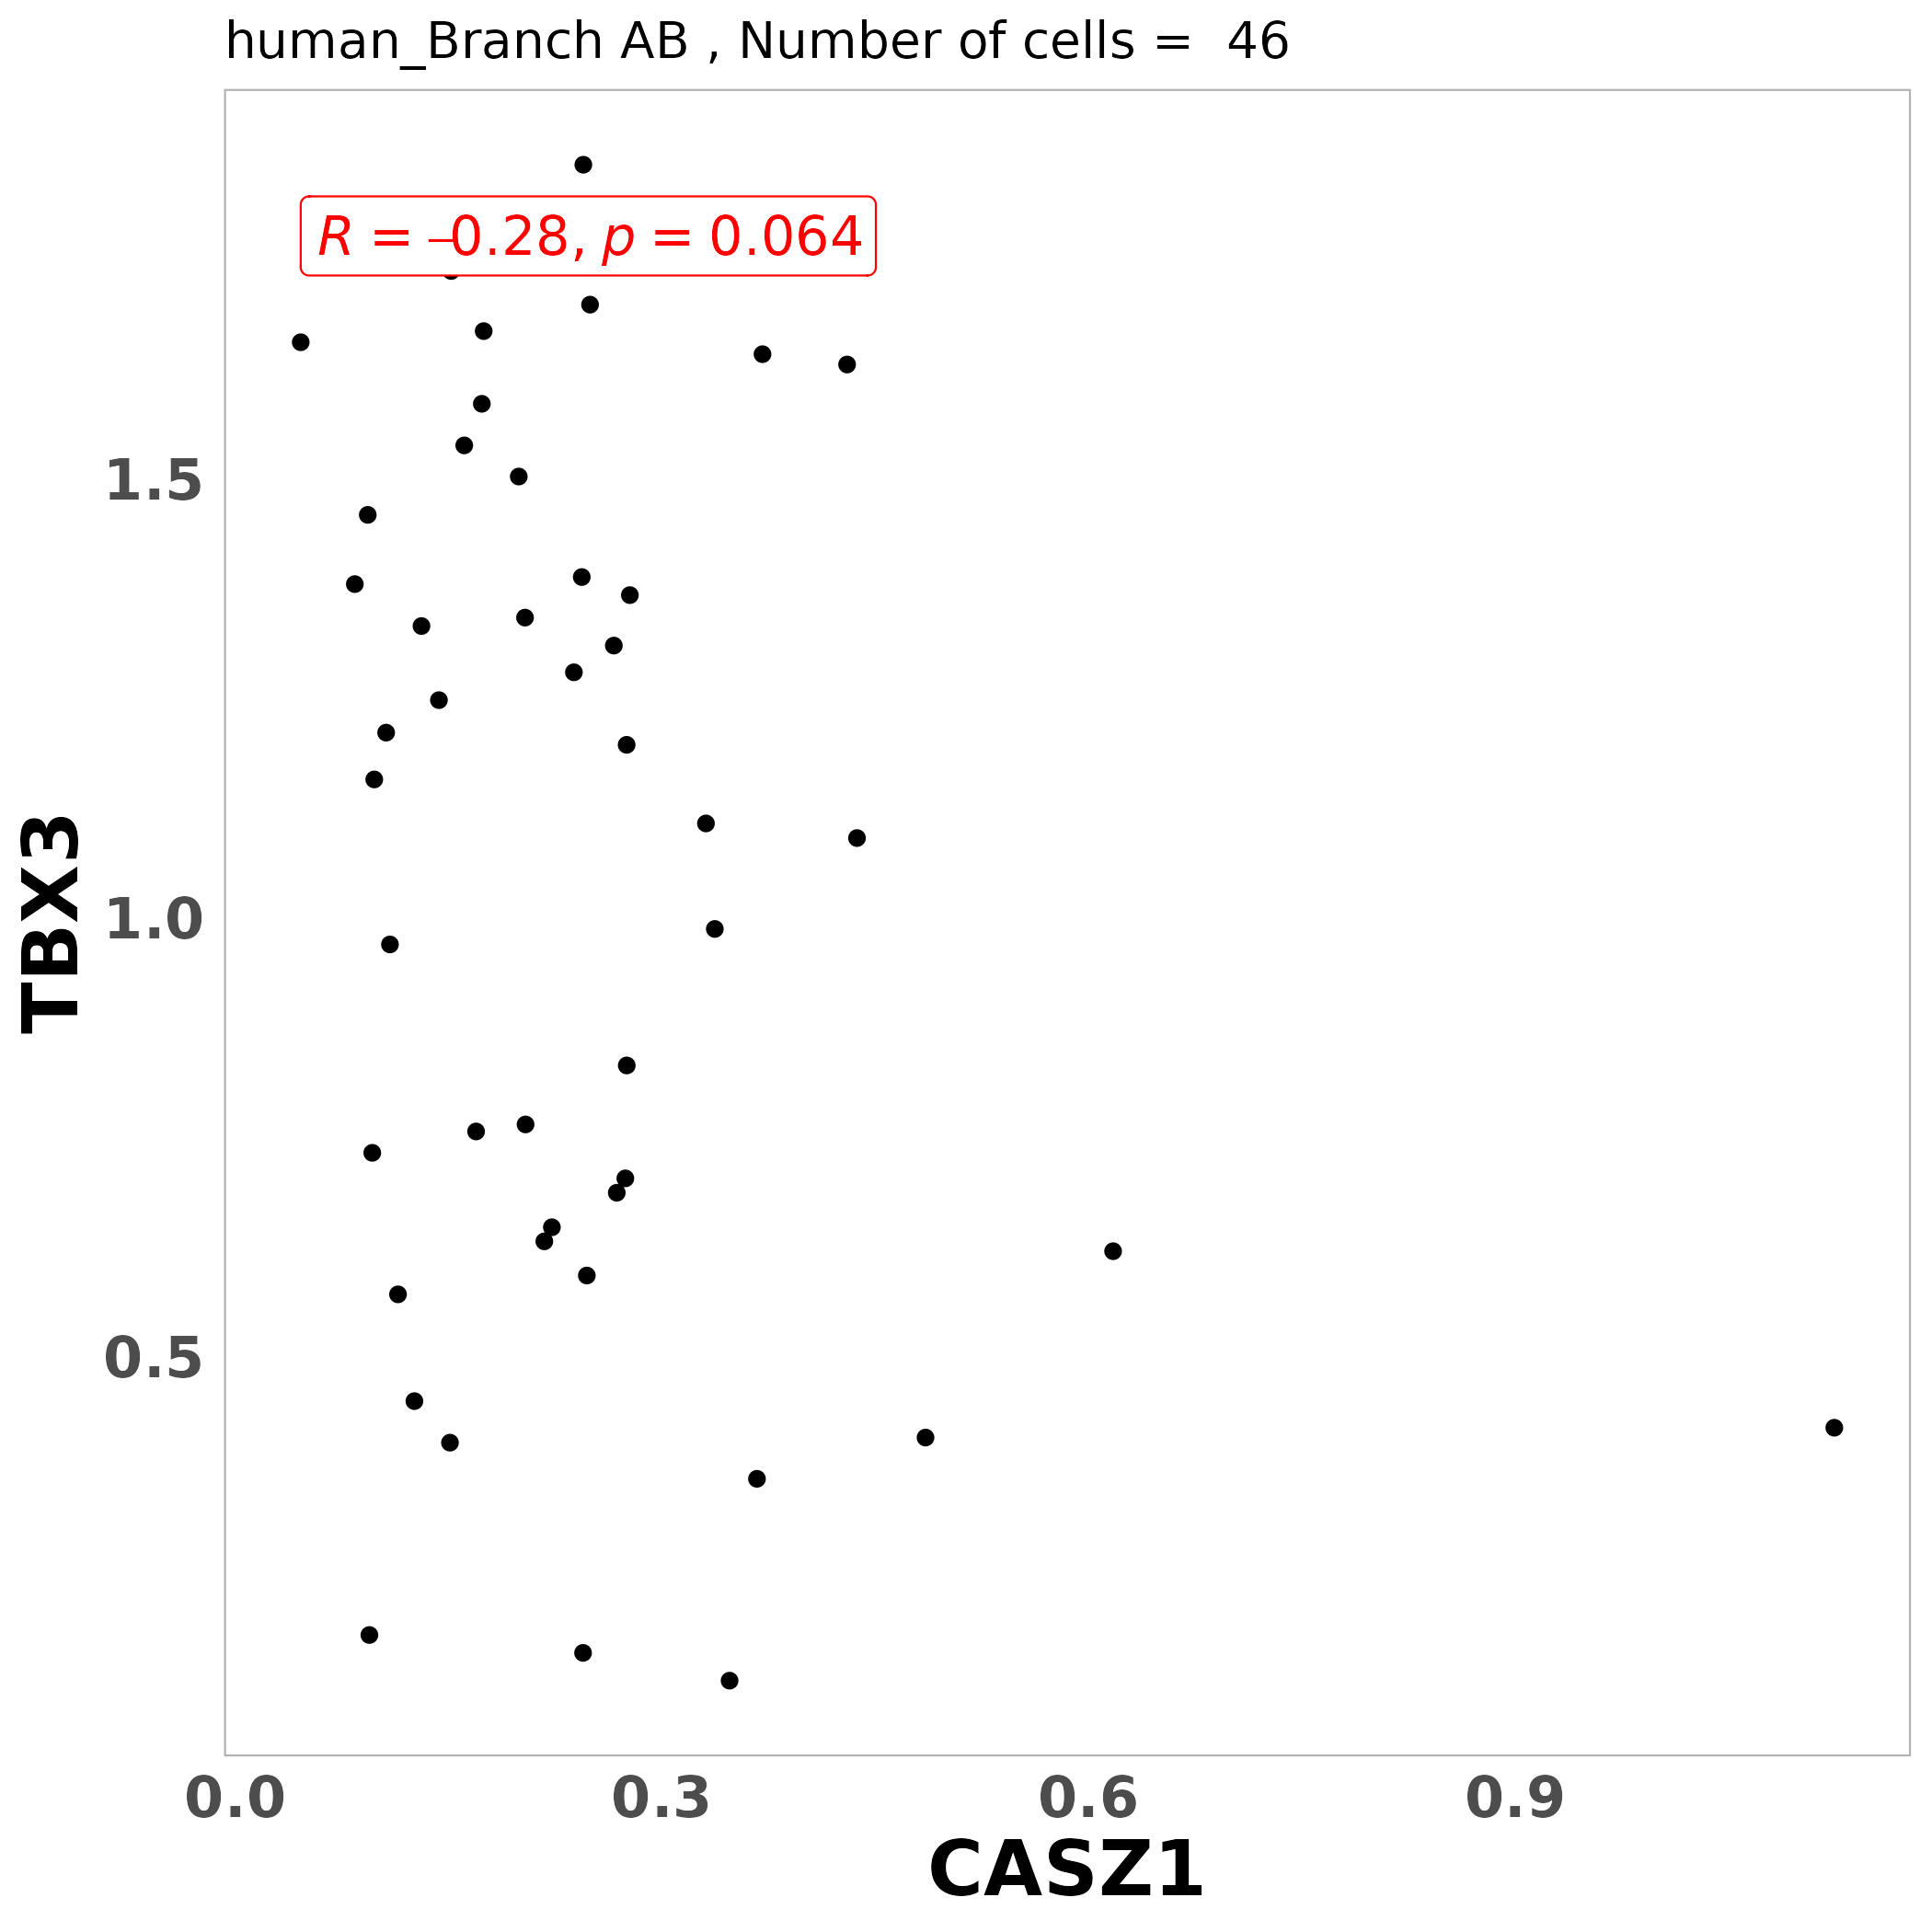 human_Branch AB , Number of cells =  46
R = –0.28, p = 0.064
1.5
1.0
0.5
TBX3
0.0 0.3 0.6 0.9
CASZ1